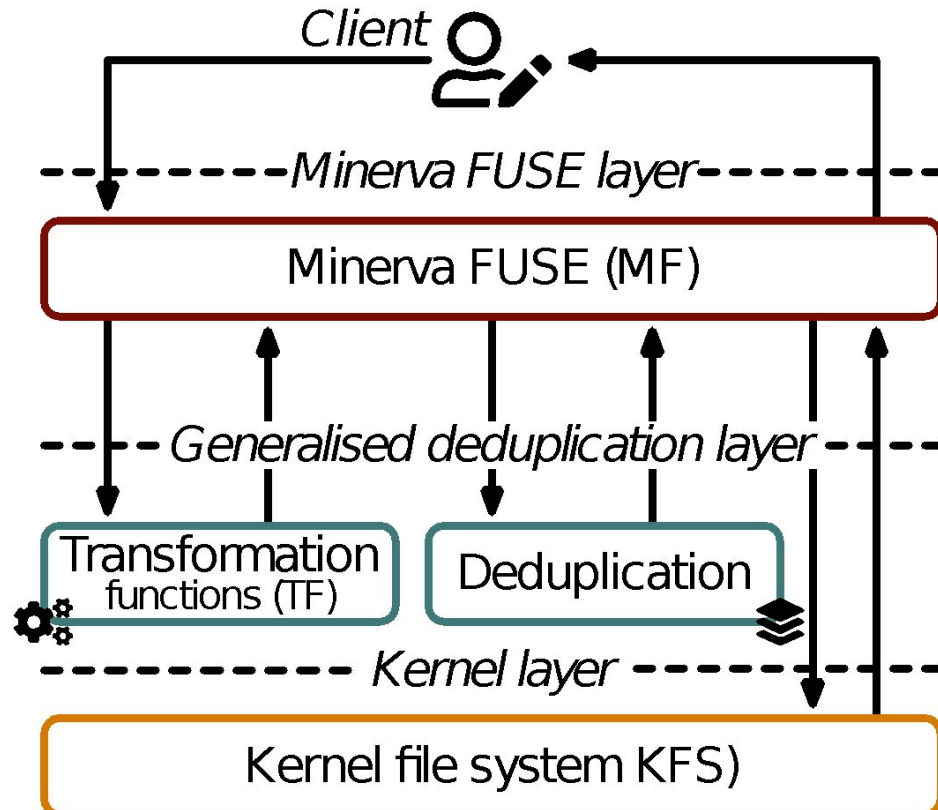 Client
Minerva FUSE layer
Minerva FUSE (MF)
Generalised deduplication layer
Transformation
functions (TF)
Deduplication
Kernel layer
Kernel file system KFS)